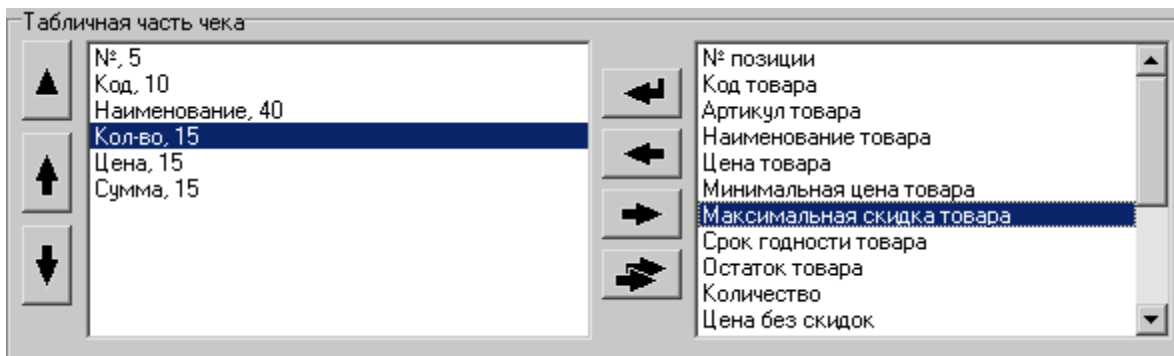 Табличная часть чека
№, 5
Код, 10
Наименование, 40
Кол-во, 15
Цена, 15
Сумма, 15
№ позиции
Код товара
Артикул товара
Наименование товара
Цена товара
Минимальная цена товара
Максимальная скидка товара
Срок годности товара
Остаток товара
Количество
Цена без скидок